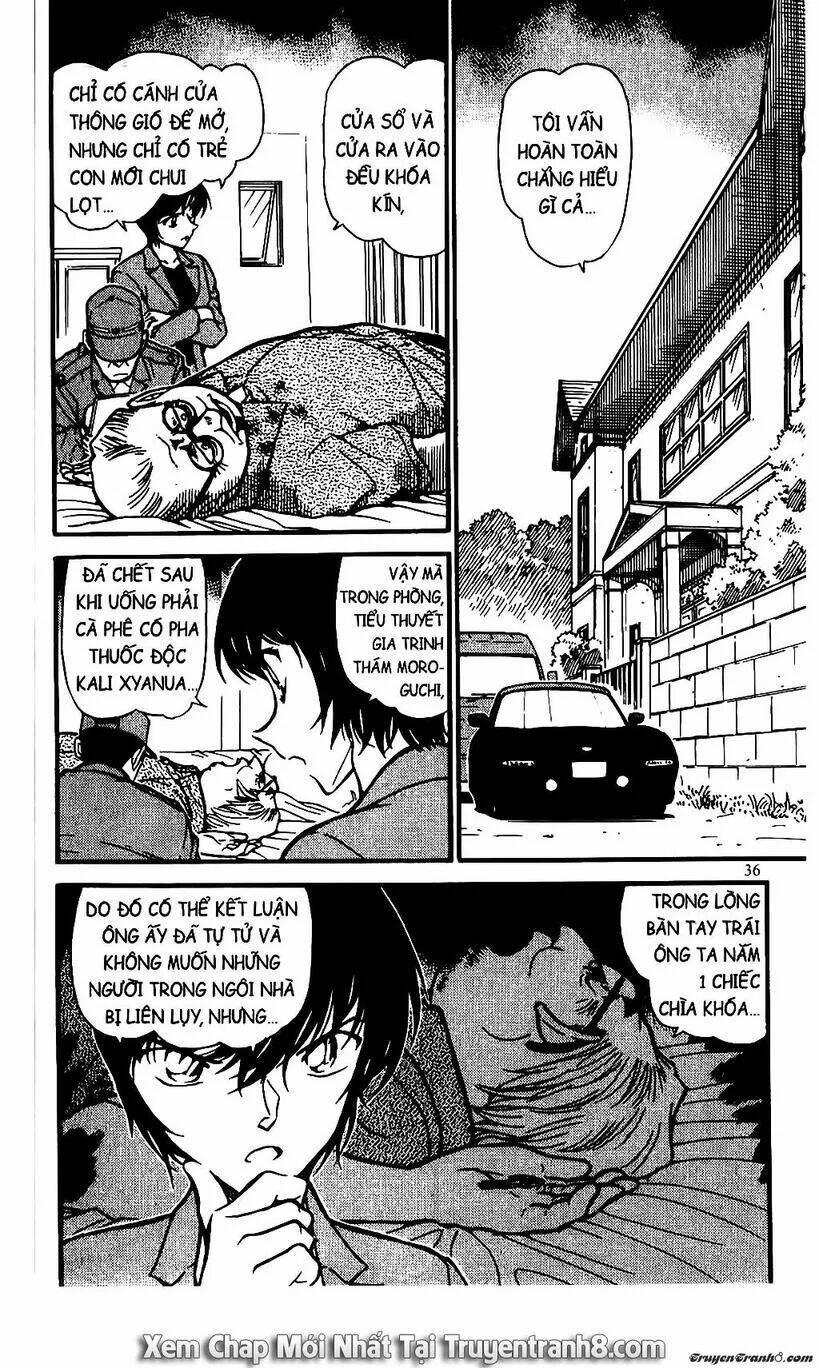 TÔI VẪN
HOÀN TOÀN
CHẲNG HIỂU
GÌ CẢ...
CỬA SỔ VÀ
CỬA RA VÀO
ĐỀU KHÓA
KÍN,
CHỈ CÓ CÁNH CỬA
THÔNG GIÓ ĐỂ MỞ,
NHƯNG CHỈ CÓ TRẺ
CON MỚI CHUI
LỌT...
VẬY MÀ
TRONG PHÒNG,
TIỂU THUYẾT
GIA TRINH
THÁM MORO-
GUCHI,
ĐÃ CHẾT SAU
KHI UỐNG PHẢI
CÀ PHÊ CÓ PHA
THUỐC ĐỘC
KALI XYANUA...
36
TRONG LÒNG
BÀN TAY TRÁI
ÔNG TA NẮM
1 CHIẾC
CHÌA KHÓA...
DO ĐÓ CÓ THỂ KẾT LUẬN
ÔNG ẤY ĐÃ TỰ TỬ VÀ
KHÔNG MUỐN NHỮNG
NGƯỜI TRONG NGÔI NHÀ
BỊ LIÊN LỤY, NHƯNG...
Xem Chap Mới Nhất Tại Truyentranh8.com
TruyenTranh8.com